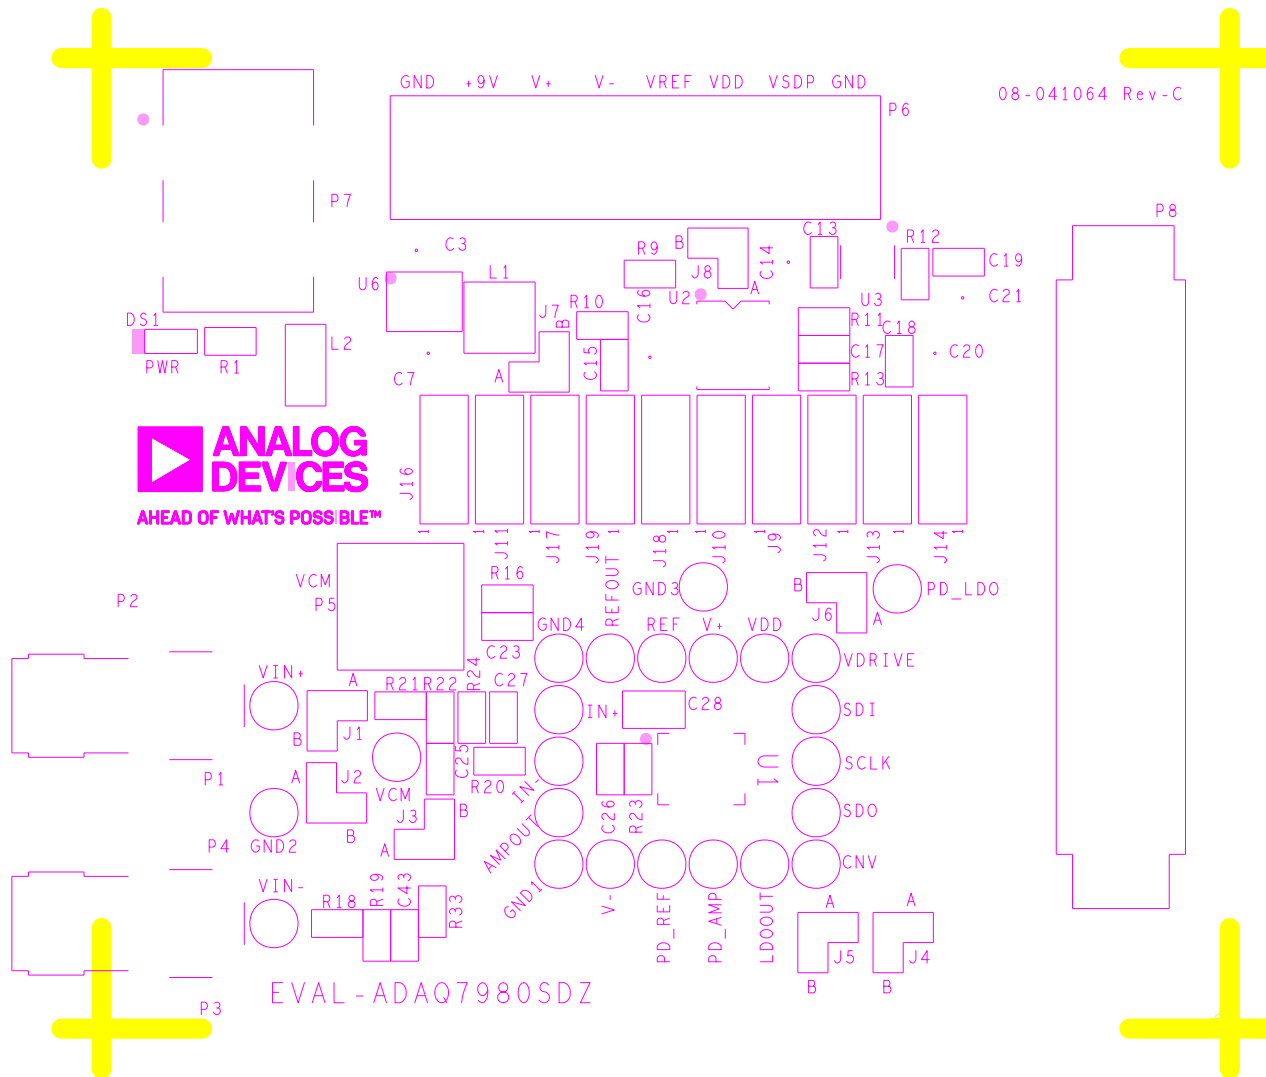 GND +9V V+ V- VREF VDD VSDP GND
08-041064 Rev-C
P6
P7
P8
C3
U6
L1
R9
B
J8
A
C14
C13
R12
C19
C21
U2
C16
R10
J7
B
A
C15
U3
R11
C18
C17
C20
R13
DS1
PWR
R1
L2
C7
ANALOG
DEVICES
AHEAD OF WHAT'S POSSIBLE™
J16
1
J11
1
J17
J19
1
J18
1
1
J10
J9
J12
1
J13
1
J14
1
VCM
P5
R16
REFOUT
GND3
B
J6
A
PD_LDO
P2
GND4
REF
V+
VDD
C23
VDRIVE
VIN+
A
R21
R22
R24
C27
IN+
C28
SDI
B
J1
P1
A
J2
B
VCM
C25
R20
IN-
U1
SCLK
GND2
P4
J3
B
A
AMPOUT
C26
R23
SDO
CNV
VIN-
R18
R19
C43
R33
GND1
V-
PD_REF
PD_AMP
LDOOUT
A
J5
B
A
J4
B
P3
EVAL-ADAQ7980SDZ